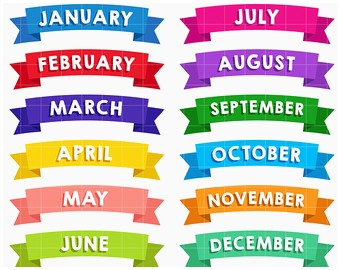 JANUARY
FEBRUARY
MARCH
APRIL
MAY
JUNE
JULY
AUGUST
SEPTEMBER
OCTOBER
NOVEMBER
DECEMBER